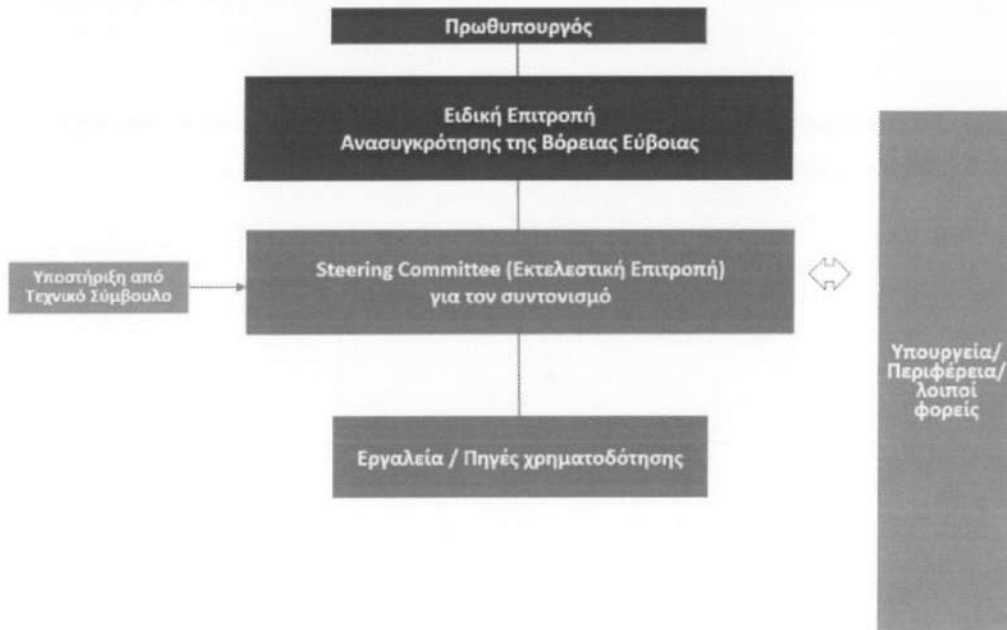 Πρωθυπουργός
Ειδική Επιτροπή
Ανασυγκρότησης της Βόρειας Εύβοιας
Υποστήριξη από
Τεχνικό Σύμβουλο
Steering Committee (Εκτελεστική Επιτροπή)
για τον συντονισμό
Υπουργεία/
Περιφέρεια/
λοιποί
φορείς
Εργαλεία / Πηγές χρηματοδότησης